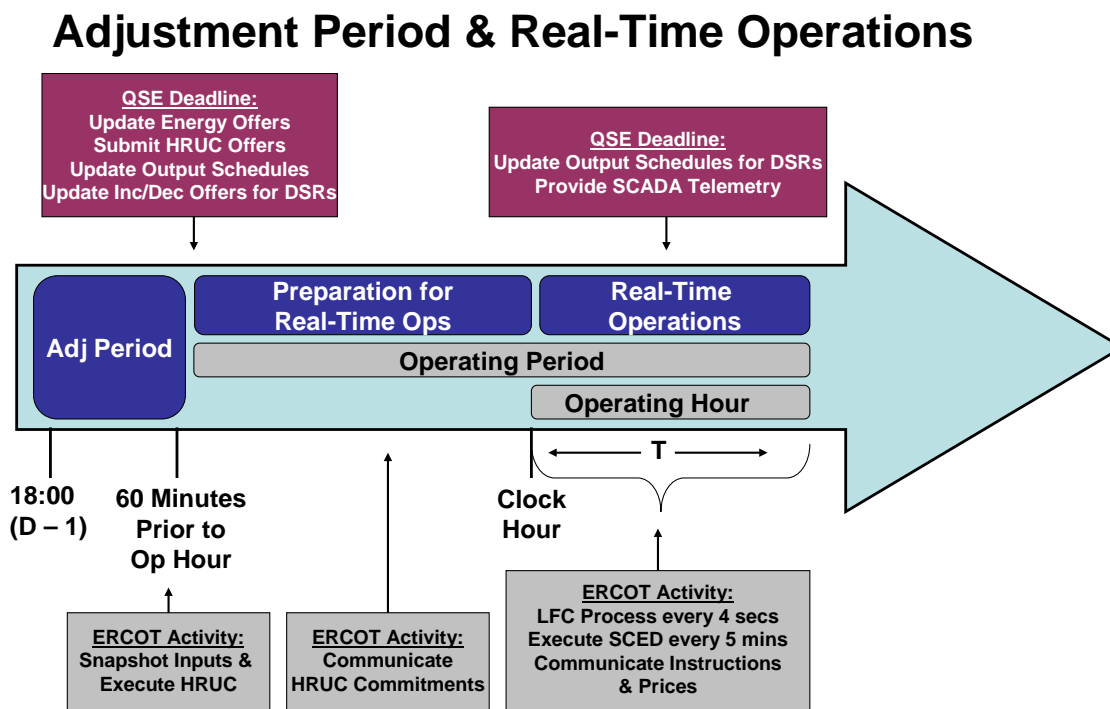 Adjustment Period & Real-Time Operations
QSE Deadline:
Update Energy Offers
Submit HRUC Offers
Update Output Schedules
Update Inc/Dec Offers for DSRs
QSE Deadline:
Update Output Schedules for DSRs
Provide SCADA Telemetry
Adj Period
Preparation for
Real-Time Ops
Real-Time
Operations
Operating Period
Operating Hour
T
18:00
(D – 1)
60 Minutes
Prior to
Op Hour
Clock
Hour
ERCOT Activity:
Snapshot Inputs &
Execute HRUC
ERCOT Activity:
Communicate
HRUC Commitments
ERCOT Activity:
LFC Process every 4 secs
Execute SCED every 5 mins
Communicate Instructions
& Prices